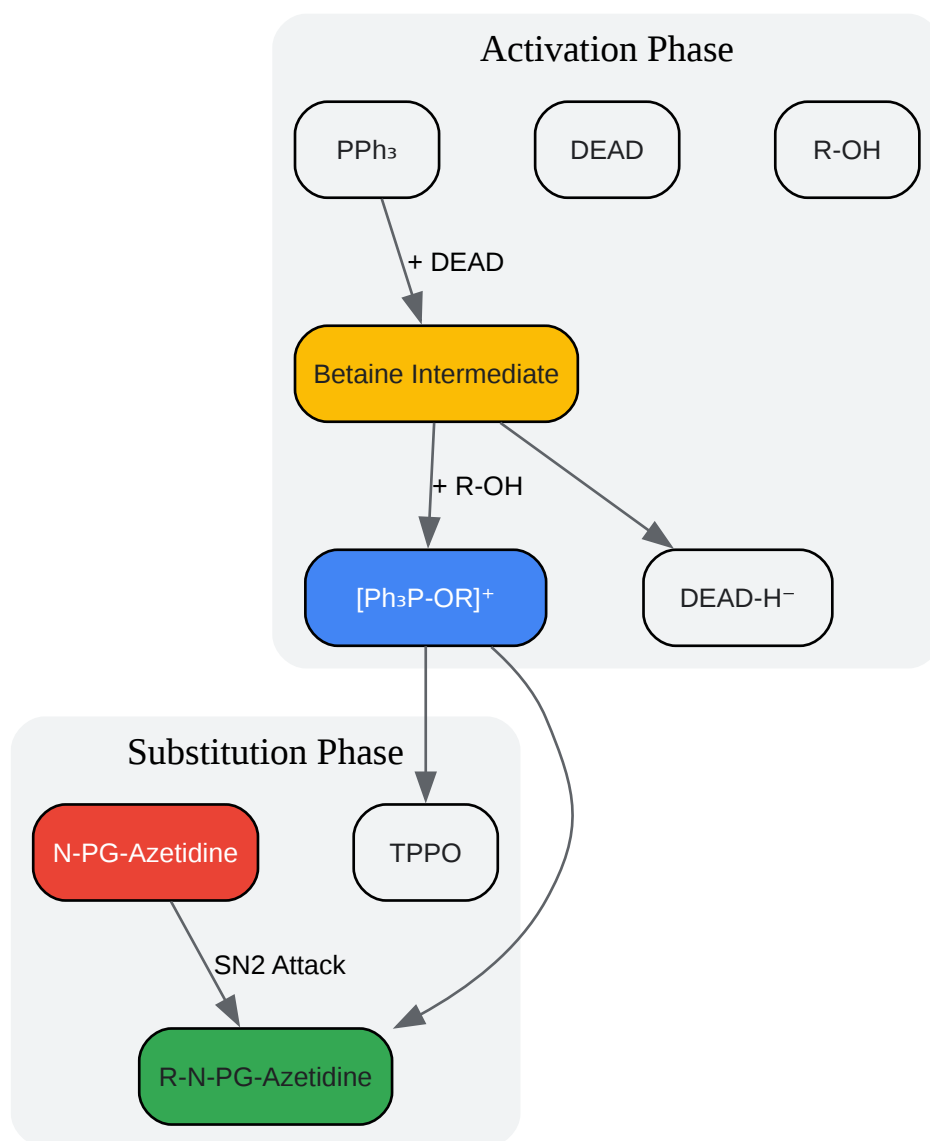 Activation Phase
PPh₃
DEAD
R-OH
+ DEAD
Betaine Intermediate
+ R-OH
[Ph₃P-OR]⁺
DEAD-H⁻
Substitution Phase
N-PG-Azetidine
TPPO
SN2 Attack
R-N-PG-Azetidine